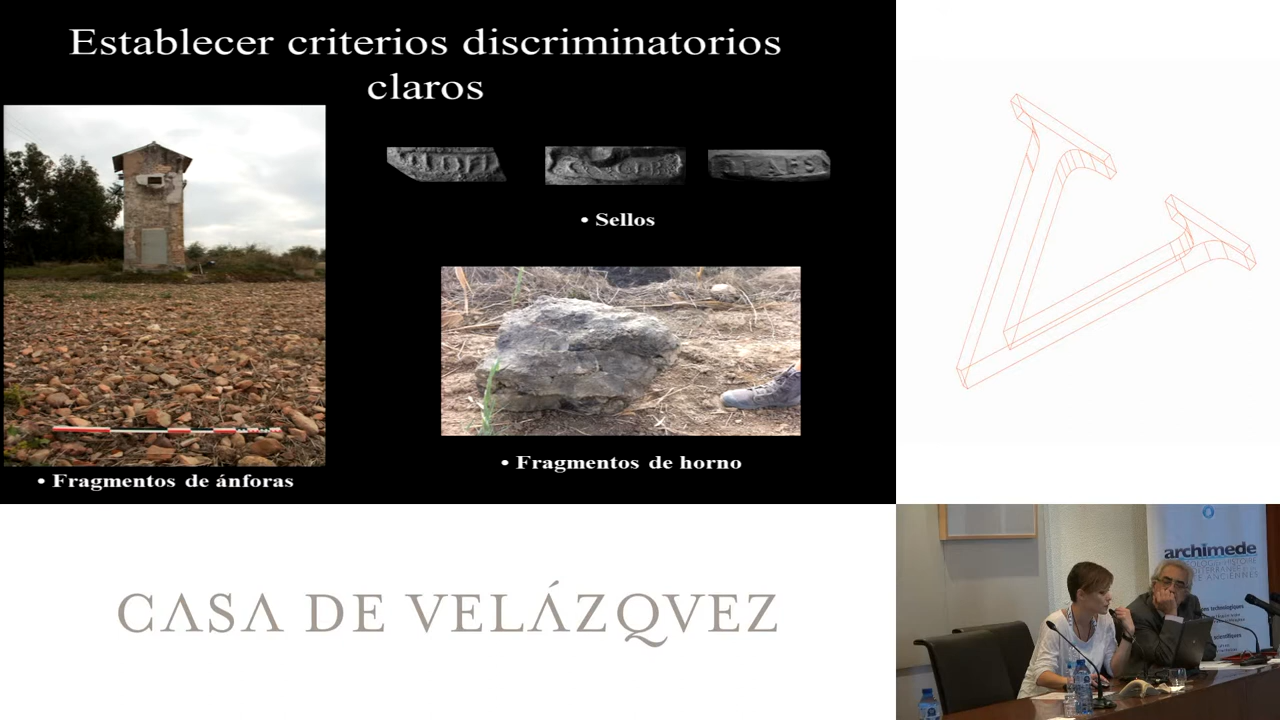 Establecer criterios discriminatorios
claros
• Sellos
• Fragmentos de horno
• Fragmentos de ánforas
CASA DE VELÁZQVEZ
archimede